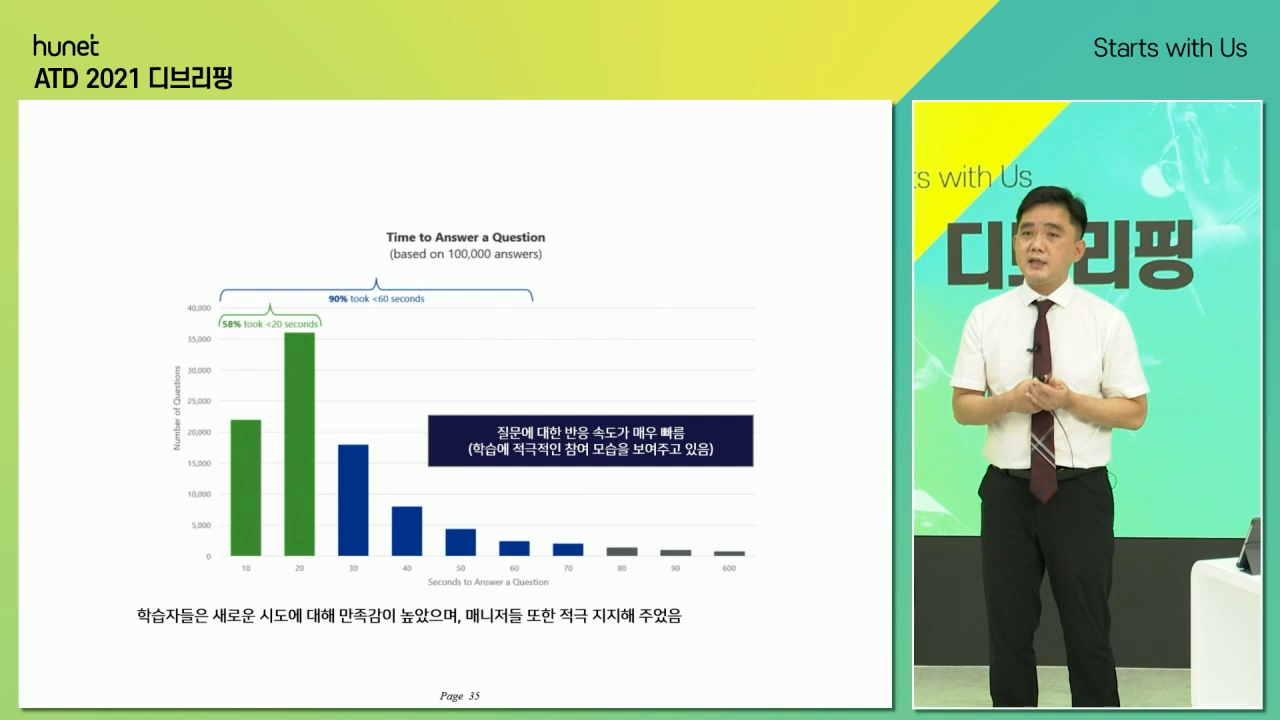 hunet
ATD 2021 디브리핑
Starts with Us
Time to Answer a Question
(based on 100,000 answers)
90% took <60 seconds
58% took <20 seconds
40,000
35,000
30,000
25,000
20,000
15,000
10,000
5,000
0
Number of Questions
질문에 대한 반응 속도가 매우 빠름
(학습에 적극적인 참여 모습을 보여주고 있음)
10 20 30 40 50 60 70 80 90 600
Seconds to Answer a Question
학습자들은 새로운 시도에 대해 만족감이 높았으며, 매니저들 또한 적극 지지해 주었음
Page 35
ts with Us
디브리핑